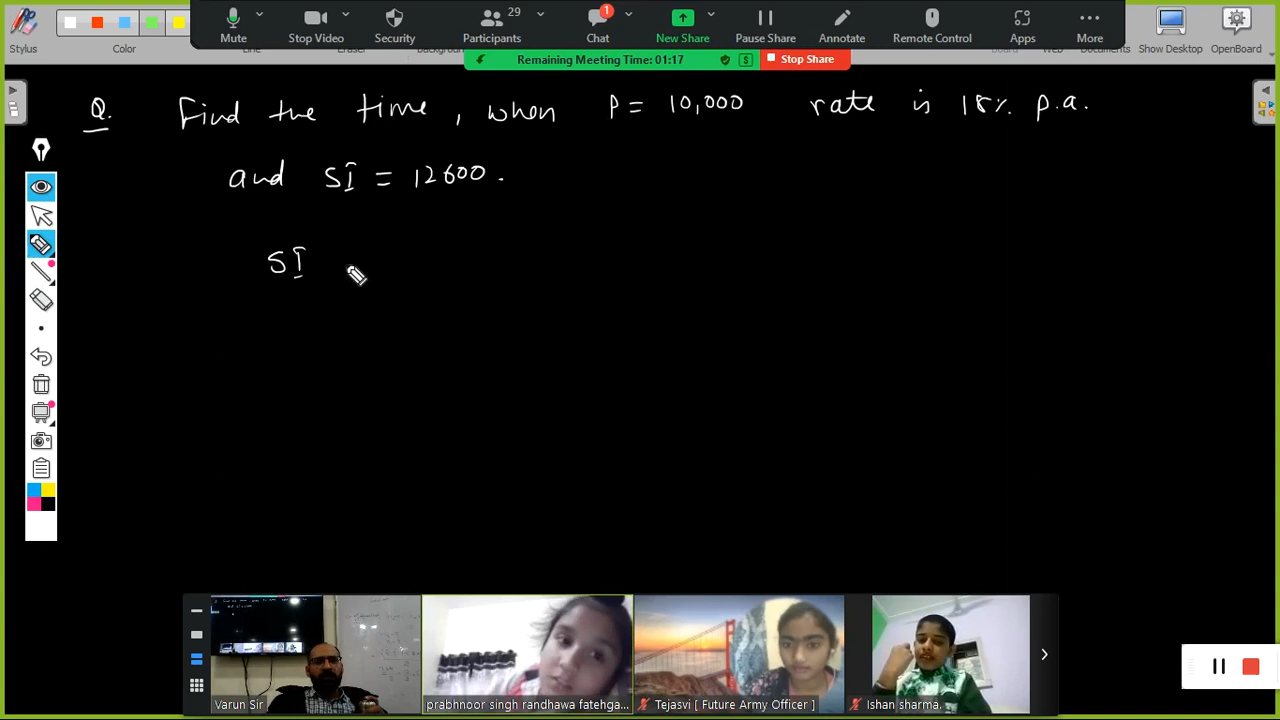 29
1
Mute
Stop Video
Security
Participants
Chat
New Share
Pause Share
Annotate
Remote Control
Apps
More
Stylus
Color
Show Desktop
OpenBoard
Remaining Meeting Time: 01:17
Stop Share
Q. Find the time, when P = 10,000 rate is 18% p.a.
and SI = 12600.
SI
Varun Sir
prabhnoor singh randhawa fatehga...
Tejasvi [ Future Army Officer ]
Ishan sharma.